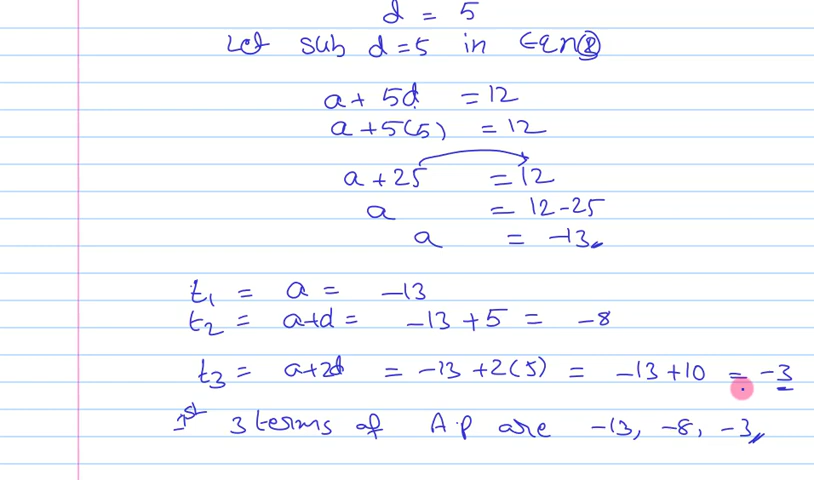 d = 5
Let sub d=5 in Eqn(2)
a + 5d = 12
a + 5(5) = 12
a + 25 = 12
a = 12 - 25
a = -13
t1 = a = -13
t2 = a+d = -13 + 5 = -8
t3 = a+2d = -13 + 2(5) = -13 + 10 = -3
1st 3 terms of A.P are -13, -8, -3